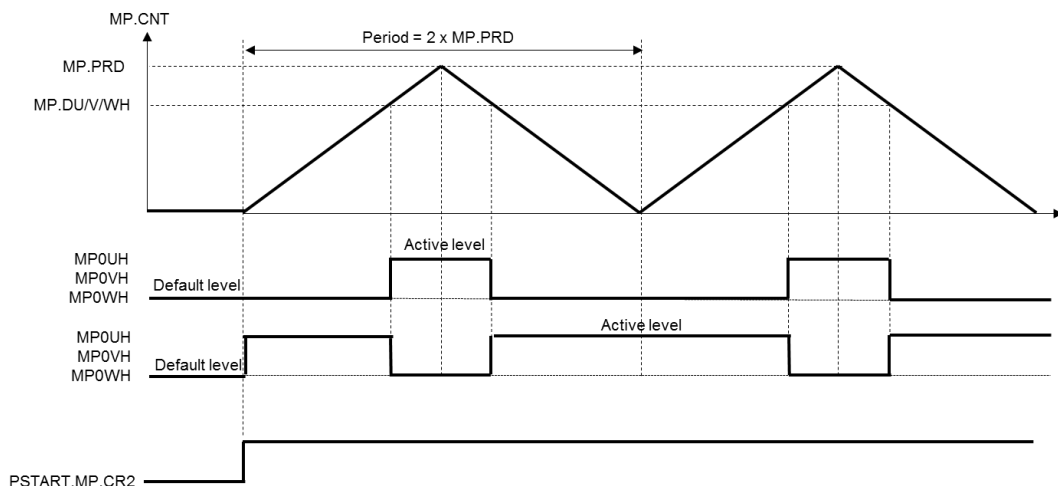 MP.CNT
Period = 2 x MP.PRD
MP.PRD
MP.DU/V/WH
Active level
MP0UH
MP0VH
MP0WH
Default level
MP0UH
MP0VH
MP0WH
Active level
Default level
PSTART.MP.CR2